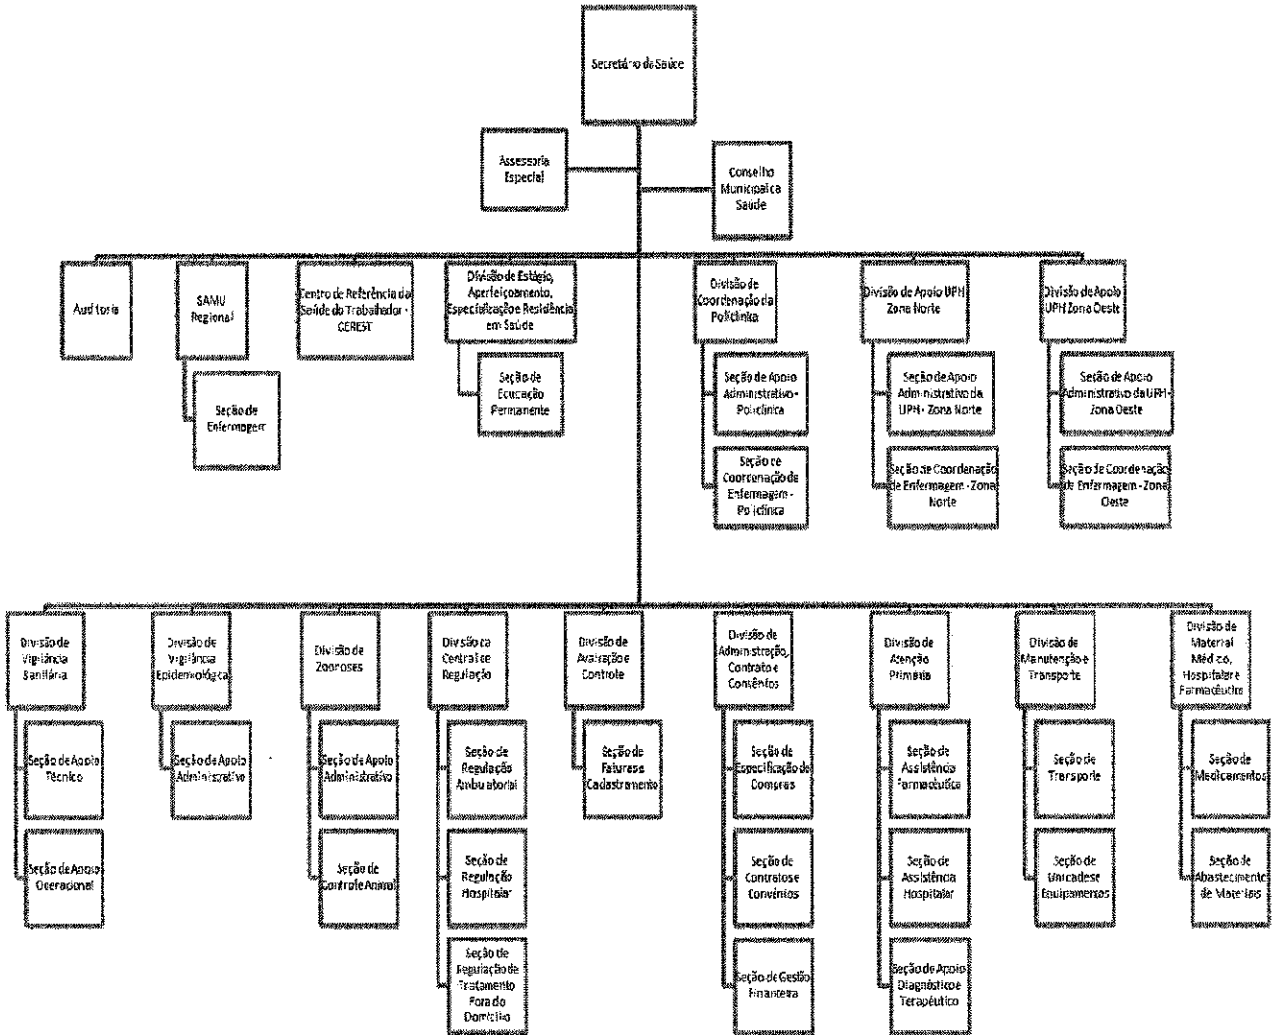 Secretário de Saúde
Assessoria
Especial
Conselho
Municipal da
Saúde
Auditoria
SAMU
Regional
Centro de Referência da
Saúde do Trabalhador -
CEREST
Divisão de Estágio,
Aperfeiçoamento,
Especialização e Residência
em Saúde
Divisão de
Coordenação da
Policlínica
Divisão de Apoio UPH
Zona Norte
Divisão de Apoio
UPH Zona Oeste
Seção de
Enfermagem
Seção de
Educação
Permanente
Seção de Apoio
Administrativo -
Policlínica
Seção de Apoio
Administrativo da
UPH - Zona Norte
Seção de Apoio
Administrativo da UPH -
Zona Oeste
Seção de
Coordenação de
Enfermagem -
Policlínica
Seção de Coordenação
de Enfermagem - Zona
Norte
Seção de Coordenação
de Enfermagem - Zona
Oeste
Divisão de
Vigilância
Sanitária
Divisão de
Vigilância
Epidemiológica
Divisão de
Zoonoses
Divisão da
Central de
Regulação
Divisão de
Avaliação e
Controle
Divisão de
Administração,
Contrato e
Convênios
Divisão de
Atenção
Primária
Divisão de
Manutenção e
Transporte
Divisão de
Material
Médico,
Hospitalar e
Farmacêutico
Seção de Apoio
Técnico
Seção de Apoio
Administrativo
Seção de Apoio
Administrativo
Seção de
Regulação
Ambulatorial
Seção de
Faturas e
Cadastramento
Seção de
Especificação de
Compras
Seção de
Assistência
Farmacêutica
Seção de
Transporte
Seção de
Medicamentos
Seção de Apoio
Operacional
Seção de
Controle Animal
Seção de
Regulação
Hospitalar
Seção de
Contratos e
Convênios
Seção de
Assistência
Hospitalar
Seção de
Unidades e
Equipamentos
Seção de
Abastecimento
de Materiais
Seção de
Regulação de
Tratamento
Fora do
Domicílio
Seção de Gestão
Financeira
Seção de Apoio
Diagnóstico e
Terapêutico